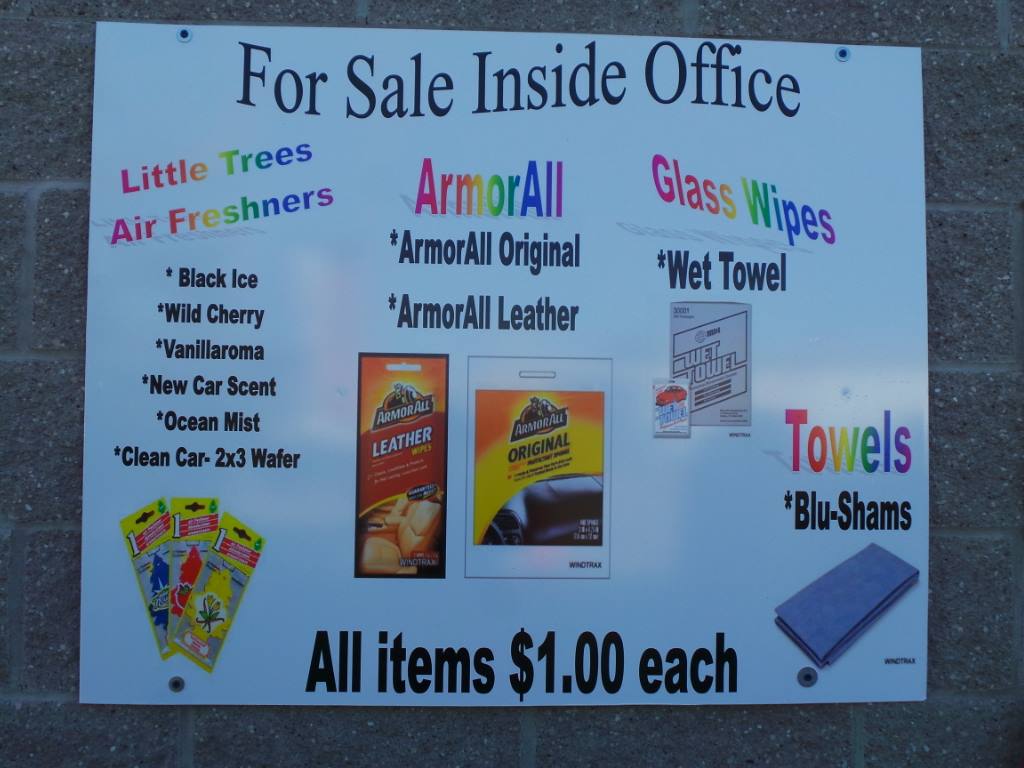 For Sale Inside Office
Little Trees
Air Freshners
* Black Ice
*Wild Cherry
*Vanillaroma
*New Car Scent
*Ocean Mist
*Clean Car- 2x3 Wafer
ArmorAll
*ArmorAll Original
*ArmorAll Leather
ARMORALL
LEATHER
WIPES
WINDTRAX
ARMORALL
ORIGINAL
WINDTRAX
Glass Wipes
*Wet Towel
30001
WET
TOWEL
WINDTRAX
Towels
*Blu-Shams
WINDTRAX
All items $1.00 each